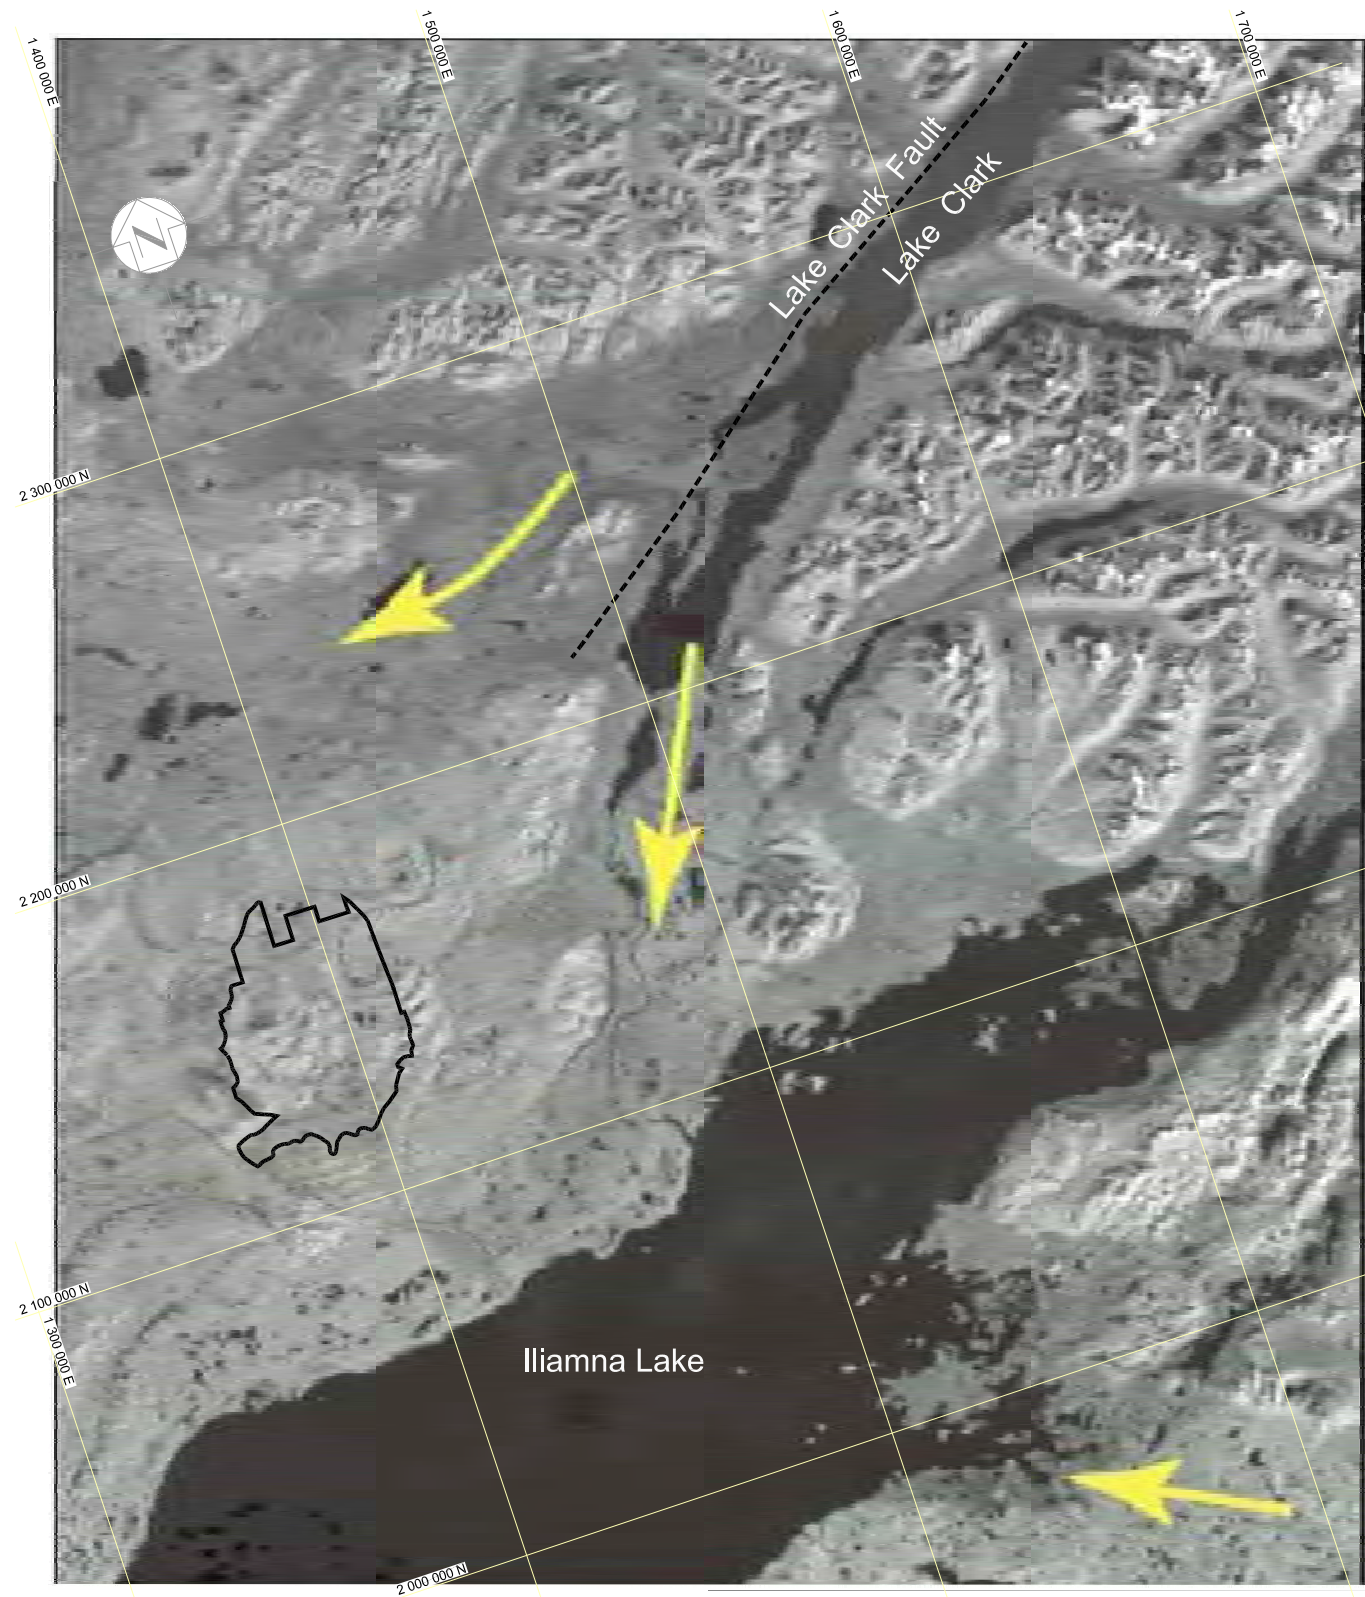 1 400 000 E
1 500 000 E
1 600 000 E
1 700 000 E
Lake Clark Fault
Lake Clark
N
2 300 000 N
2 200 000 N
2 100 000 N
1 300 000 E
Iliamna Lake
2 000 000 N